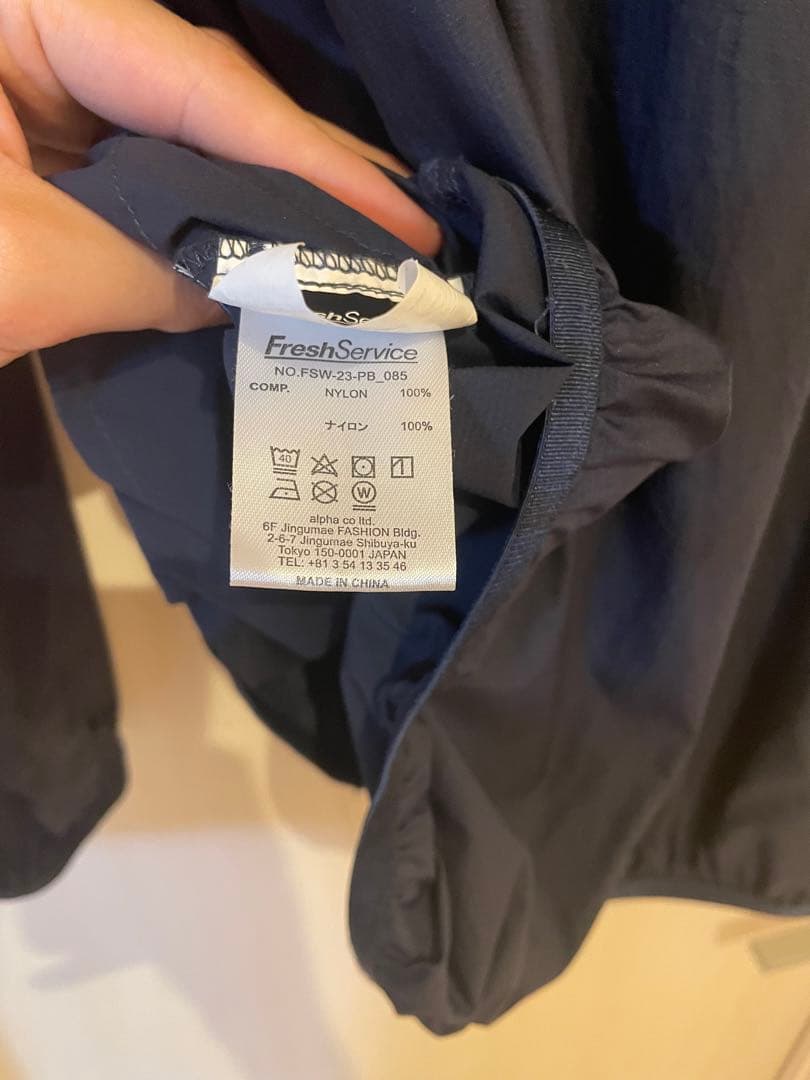 FreshService
NO.FSW-23-PB_085
COMP. NYLON 100%
ナイロン 100%
40
W
alpha co ltd.
6F Jingumae FASHION Bldg.
2-6-7 Jingumae Shibuya-ku
Tokyo 150-0001 JAPAN
TEL: +81 3 54 13 35 46
MADE IN CHINA